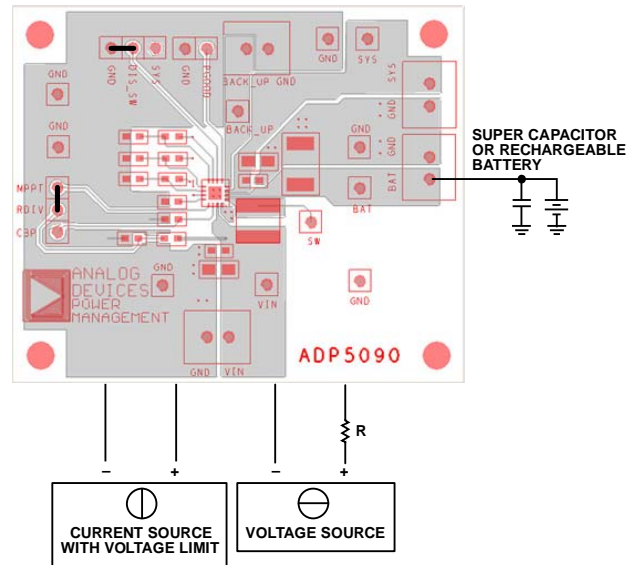 GND
DIS_SW
SYS
GND
PGOOD
BACK_UP GND
GND
SYS
SYS
GND
GND
BAT
GND
GND
BACK_UP
GND
BAT
SUPER CAPACITOR
OR RECHARGEABLE
BATTERY
MPPT
RDIV
CBP
SW
ANALOG
DEVICES
POWER
MANAGEMENT
GND
VIN
GND
GND VIN
ADP5090
R
− +
− +
CURRENT SOURCE
WITH VOLTAGE LIMIT
VOLTAGE SOURCE